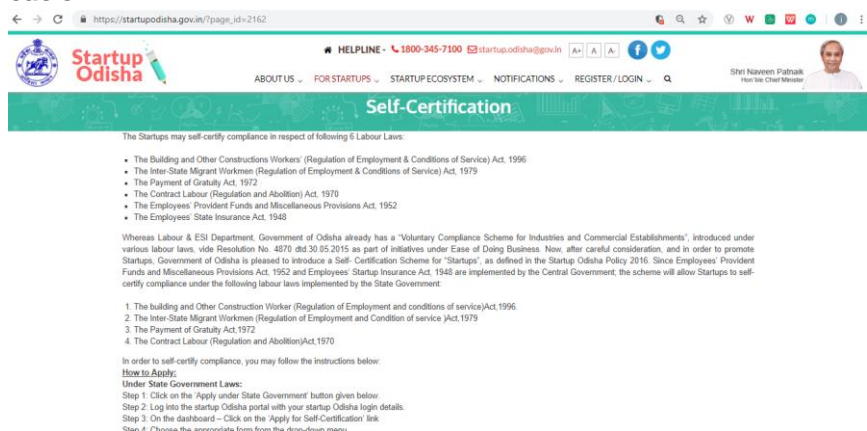 https://startupodisha.gov.in/?page_id=2162
Startup
Odisha
HELPLINE - 1800-345-7100 startup.odisha@gov.in A+ A A-
ABOUT US FOR STARTUPS STARTUP ECOSYSTEM NOTIFICATIONS REGISTER / LOGIN
Shri Naveen Patnaik
Hon'ble Chief Minister
Self-Certification
The Startups may self-certify compliance in respect of following 6 Labour Laws:
• The Building and Other Constructions Workers' (Regulation of Employment & Conditions of Service) Act, 1996
• The Inter-State Migrant Workmen (Regulation of Employment & Conditions of Service) Act, 1979
• The Payment of Gratuity Act, 1972
• The Contract Labour (Regulation and Abolition) Act, 1970
• The Employees' Provident Funds and Miscellaneous Provisions Act, 1952
• The Employees' State Insurance Act, 1948
Whereas Labour & ESI Department, Government of Odisha already has a "Voluntary Compliance Scheme for Industries and Commercial Establishments", introduced under
various labour laws, vide Resolution No. 4870 dtd.30.05.2015 as part of initiatives under Ease of Doing Business. Now, after careful consideration, and in order to promote
Startups, Government of Odisha is pleased to introduce a Self- Certification Scheme for "Startups", as defined in the Startup Odisha Policy 2016. Since Employees' Provident
Funds and Miscellaneous Provisions Act, 1952 and Employees' Startup Insurance Act, 1948 are implemented by the Central Government; the scheme will allow Startups to self-
certify compliance under the following labour laws implemented by the State Government:
1. The building and Other Construction Worker (Regulation of Employment and conditions of service)Act,1996.
2. The Inter-State Migrant Workmen (Regulation of Employment and Condition of service )Act,1979
3. The Payment of Gratuity Act,1972
4. The Contract Labour (Regulation and Abolition)Act,1970
In order to self-certify compliance, you may follow the instructions below:
How to Apply:
Under State Government Laws:
Step 1: Click on the 'Apply under State Government' button given below.
Step 2: Log into the startup Odisha portal with your startup Odisha login details.
Step 3: On the dashboard – Click on the 'Apply for Self-Certification' link
Step 4: Choose the appropriate form from the drop-down menu